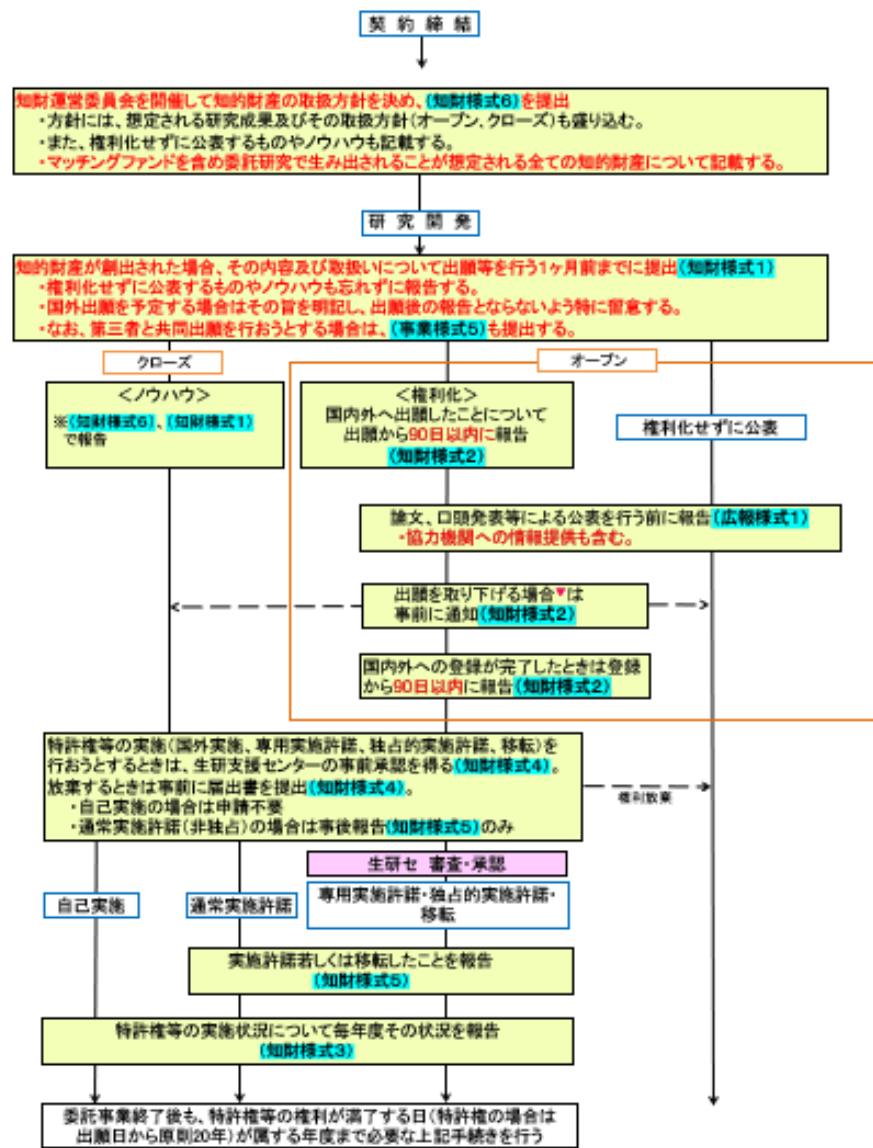 契約締結
知財運営委員会を開催して知的財産の取扱方針を決め、(知財様式6)を提出
・方針には、想定される研究成果及びその取扱方針(オープン、クローズ)も盛り込む。
・また、権利化せずに公表するものやノウハウも記載する。
・マッチングファンドを含め委託研究で生み出されることが想定される全ての知的財産について記載する。
研究開発
知的財産が創出された場合、その内容及び取扱いについて出願等を行う1ヶ月前までに提出(知財様式1)
・権利化せずに公表するものやノウハウも忘れずに報告する。
・国外出願を予定する場合はその旨を明記し、出願後の報告とならないよう特に留意する。
・なお、第三者と共同出願を行おうとする場合は、(事業様式5)も提出する。
クローズ
オープン
<ノウハウ>
※(知財様式6)、(知財様式1)
で報告
<権利化>
国内外へ出願したことについて
出願から90日以内に報告
(知財様式2)
権利化せずに公表
論文、口頭発表等による公表を行う前に報告(広報様式1)
・協力機関への情報提供も含む。
出願を取り下げる場合▼は
事前に通知(知財様式2)
国内外への登録が完了したときは登録
から90日以内に報告(知財様式2)
特許権等の実施(国外実施、専用実施許諾、独占的実施許諾、移転)を
行おうとするときは、生研支援センターの事前承認を得る(知財様式4)。
放棄するときは事前に届出書を提出(知財様式4)。
・自己実施の場合は申請不要
・通常実施許諾(非独占)の場合は事後報告(知財様式5)のみ
権利放棄
生研セ 審査・承認
自己実施
通常実施許諾
専用実施許諾・独占的実施許諾・
移転
実施許諾若しくは移転したことを報告
(知財様式5)
特許権等の実施状況について毎年度その状況を報告
(知財様式3)
委託事業終了後も、特許権等の権利が満了する日(特許権の場合は
出願日から原則20年)が属する年度まで必要な上記手続きを行う